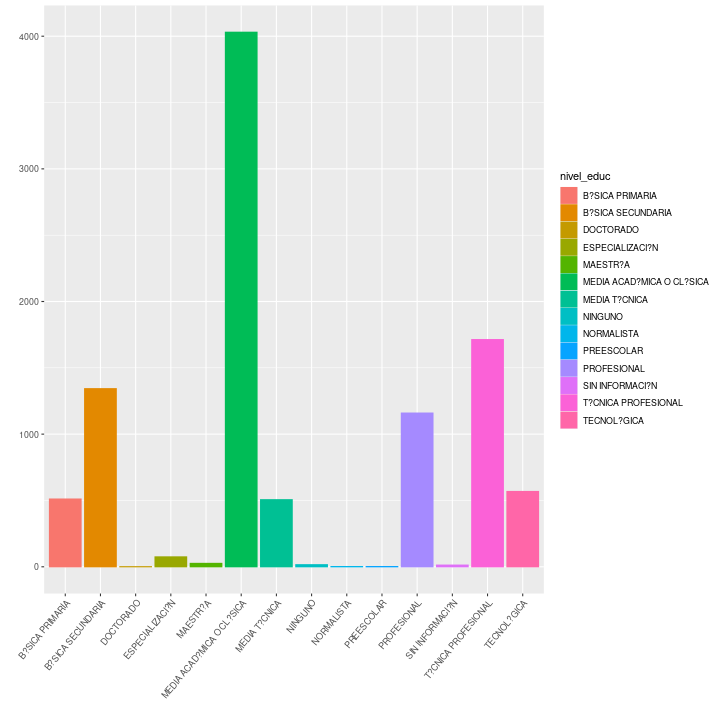 4000
3000
2000
1000
0
B?SICA PRIMARIA
B?SICA SECUNDARIA
DOCTORADO
ESPECIALIZACI?N
MAESTR?A
MEDIA ACAD?MICA O CL?SICA
MEDIA T?CNICA
NINGUNO
NORMALISTA
PREESCOLAR
PROFESIONAL
SIN INFORMACI?N
T?CNICA PROFESIONAL
TECNOL?GICA
nivel_educ
B?SICA PRIMARIA
B?SICA SECUNDARIA
DOCTORADO
ESPECIALIZACI?N
MAESTR?A
MEDIA ACAD?MICA O CL?SICA
MEDIA T?CNICA
NINGUNO
NORMALISTA
PREESCOLAR
PROFESIONAL
SIN INFORMACI?N
T?CNICA PROFESIONAL
TECNOL?GICA